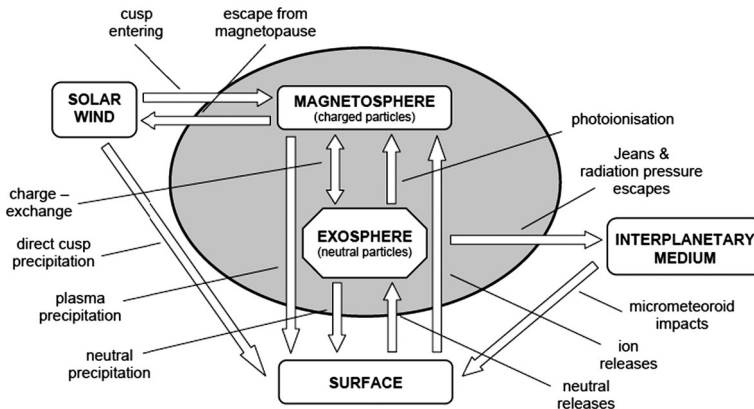 cusp
entering
escape from
magnetopause
SOLAR
WIND
MAGNETOSPHERE
(charged particles)
photoionisation
Jeans &
radiation pressure
escapes
charge –
exchange
EXOSPHERE
(neutral particles)
INTERPLANETARY
MEDIUM
direct cusp
precipitation
plasma
precipitation
micrometeoroid
impacts
neutral
precipitation
ion
releases
SURFACE
neutral
releases